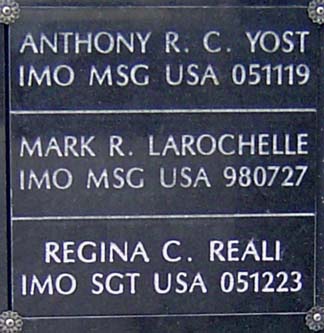 ANTHONY R. C. YOST
IMO MSG USA 051119
MARK R. LAROCHELLE
IMO MSG USA 980727
REGINA C. REALI
IMO SGT USA 051223